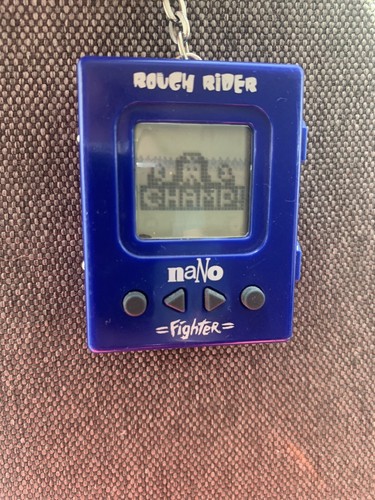 ROUGH RiDER
CHAMP!
naNo
=Fighter=